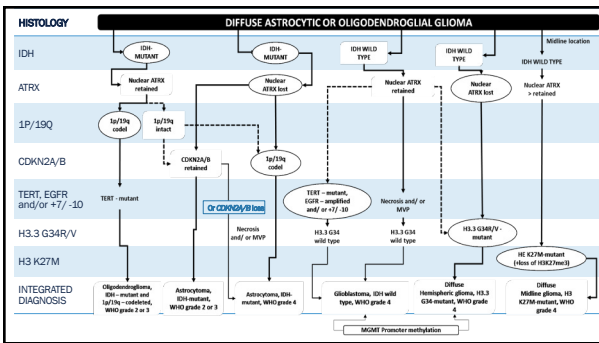 HISTOLOGY
DIFFUSE ASTROCYTIC OR OLIGODENDROGLIAL GLIOMA
Midline location
IDH
IDH-
MUTANT
IDH-
MUTANT
IDH WILD
TYPE
IDH WILD
TYPE
IDH WILD TYPE
ATRX
Nuclear ATRX
retained
Nuclear
ATRX lost
Nuclear ATRX
retained
Nuclear
ATRX lost
Nuclear ATRX
> retained
1P/19Q
1p/19q
codel
1p/19q
intact
CDKN2A/B
CDKN2A/B
retained
1p/19q
codel
TERT, EGFR
and/or +7/ -10
TERT - mutant
Or CDKN2A/B loss
TERT – mutant,
EGFR – amplified
and/ or +7/ -10
Necrosis and/ or
MVP
H3.3 G34R/V
Necrosis
and/ or MVP
H3.3 G34
wild type
H3.3 G34
wild type
H3.3 G34R/V -
mutant
H3 K27M
HE K27M-mutant
(+loss of H3K27me3)
INTEGRATED
DIAGNOSIS
Oligodendroglioma,
IDH – mutant and
1p/19q – codeleted,
WHO grade 2 or 3
Astrocytoma,
IDH-mutant,
WHO grade 2 or 3
Astrocytoma, IDH-
mutant, WHO grade 4
Glioblastoma, IDH wild
type, WHO grade 4
Diffuse
Hemispheric glioma, H3.3
G34-mutant, WHO grade
4
Diffuse
Midline glioma, H3
K27M-mutant, WHO
grade 4
MGMT Promoter methylation